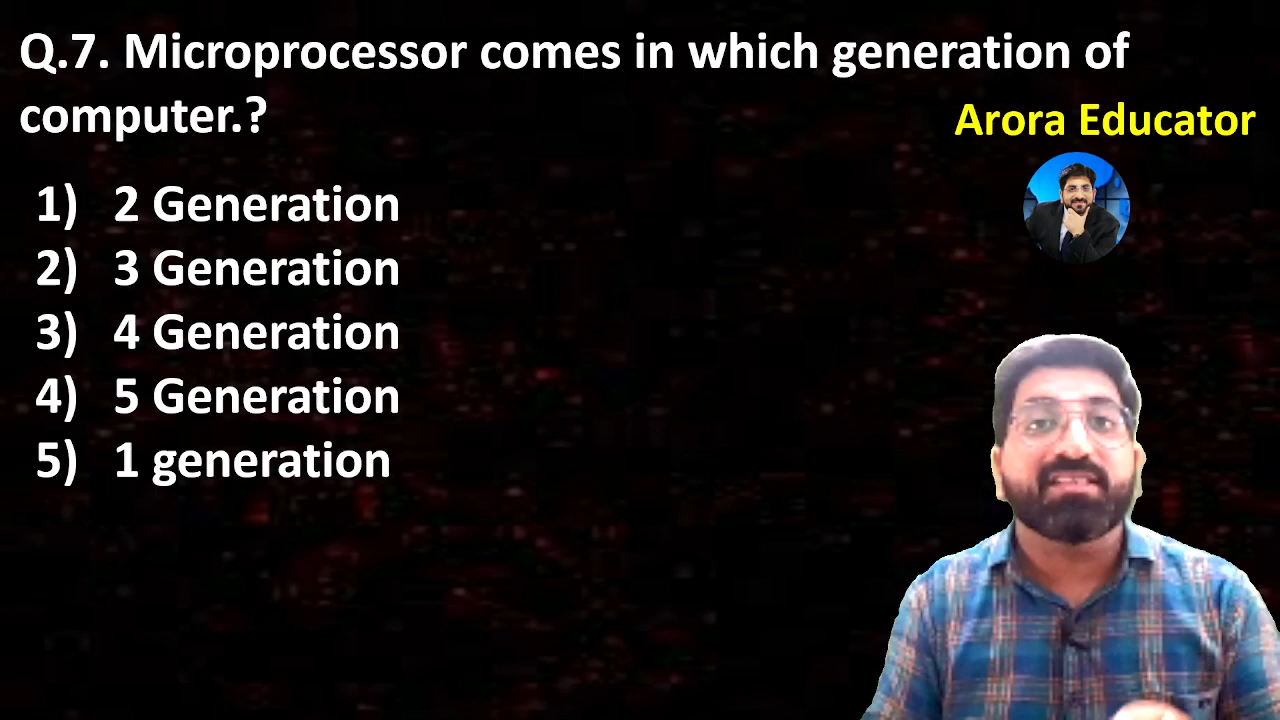 Q.7. Microprocessor comes in which generation of
computer.?
Arora Educator
1) 2 Generation
2) 3 Generation
3) 4 Generation
4) 5 Generation
5) 1 generation